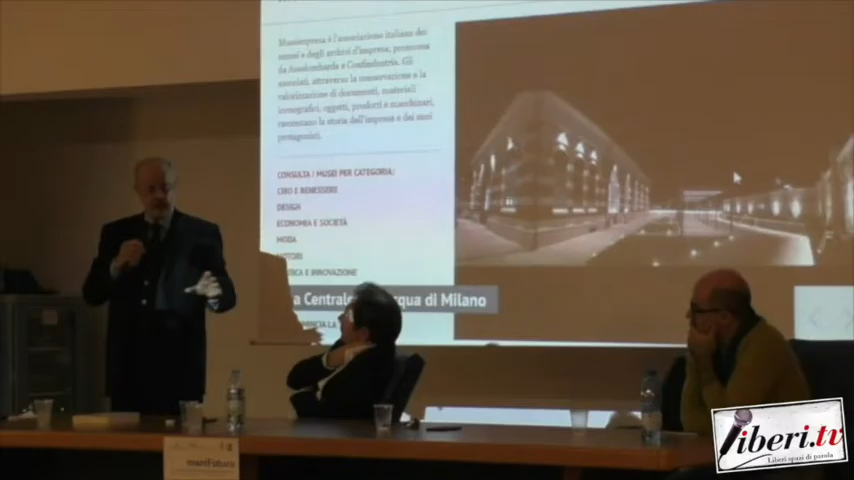 Museimpresa è l'associazione italiana dei
musei e degli archivi d'impresa, promossa
da Assolombarda e Confindustria. Gli
associati, attraverso la conservazione e la
valorizzazione di documenti, materiali
iconografici, oggetti, prodotti e macchinari,
raccontano la storia dell'impresa e dei suoi
protagonisti.
CONSULTA I MUSEI PER CATEGORIA:
CIBO E BENESSERE
DESIGN
ECONOMIA E SOCIETÀ
MODA
MOTORI
RICERCA E INNOVAZIONE
Centrale Acqua di Milano
muniFutura
liberi.tv
Liberi spazi di parola